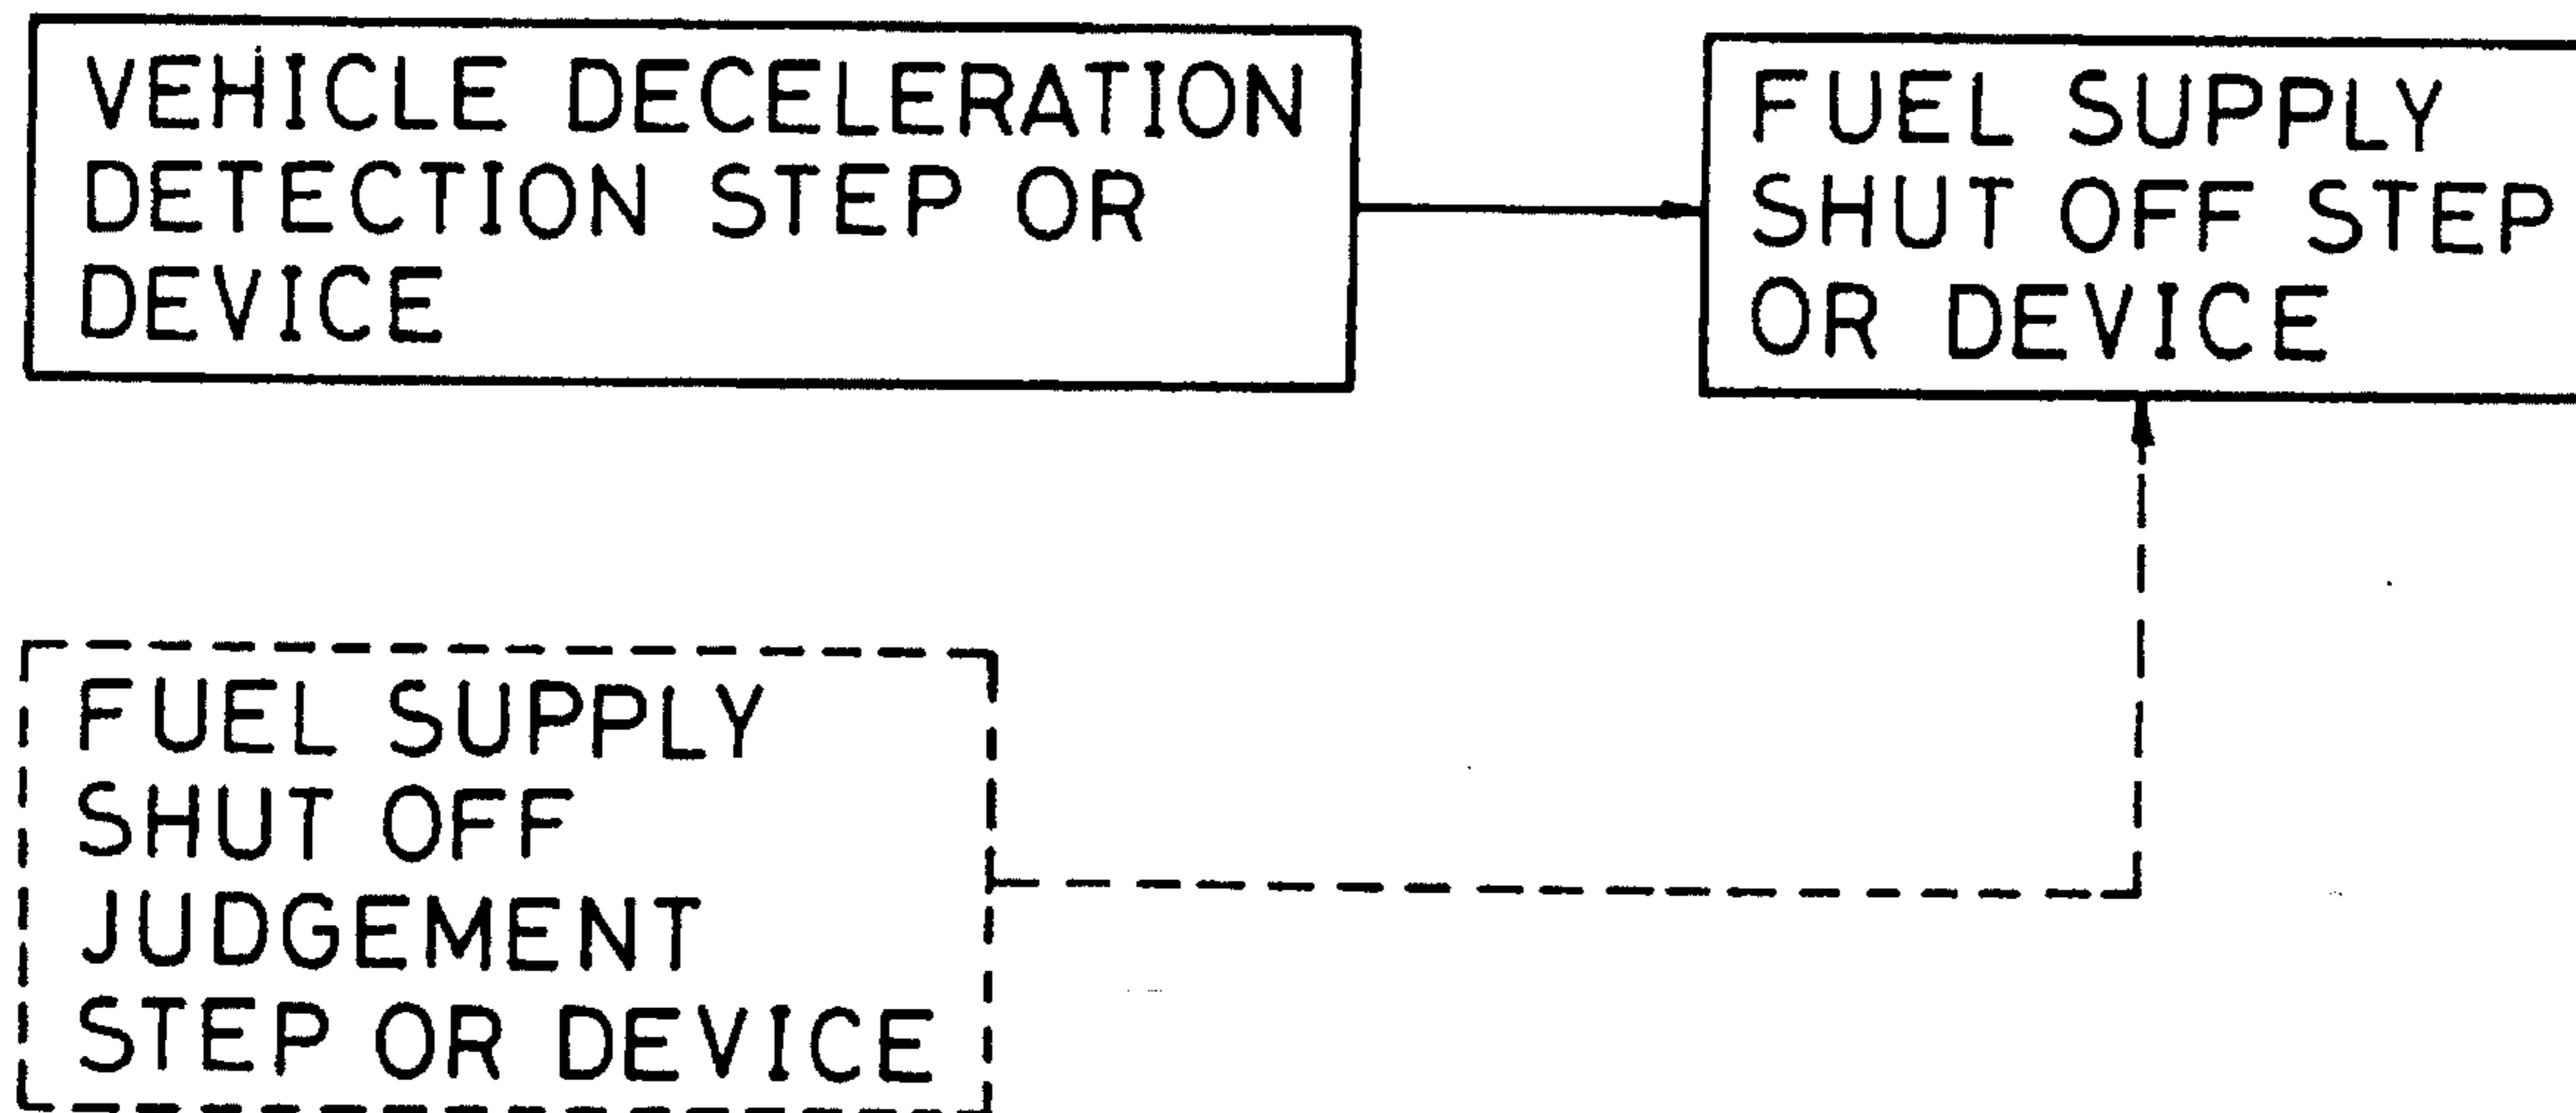 VEHICLE DECELERATION
DETECTION STEP OR
DEVICE
FUEL SUPPLY
SHUT OFF STEP
OR DEVICE
FUEL SUPPLY
SHUT OFF
JUDGEMENT
STEP OR DEVICE